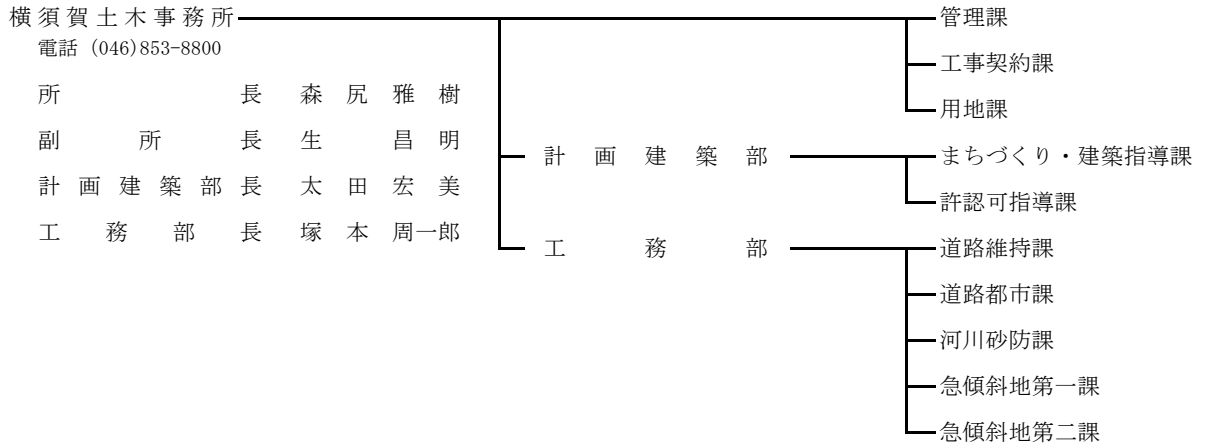 横須賀土木事務所 管理課
電話 (046)853-8800
工事契約課
所長 森尻雅樹
用地課
副所長 生 昌明
計画建築部 まちづくり・建築指導課
計画建築部長 太田宏美
許認可指導課
工務部長 塚本周一郎
工務部 道路維持課
道路都市課
河川砂防課
急傾斜地第一課
急傾斜地第二課